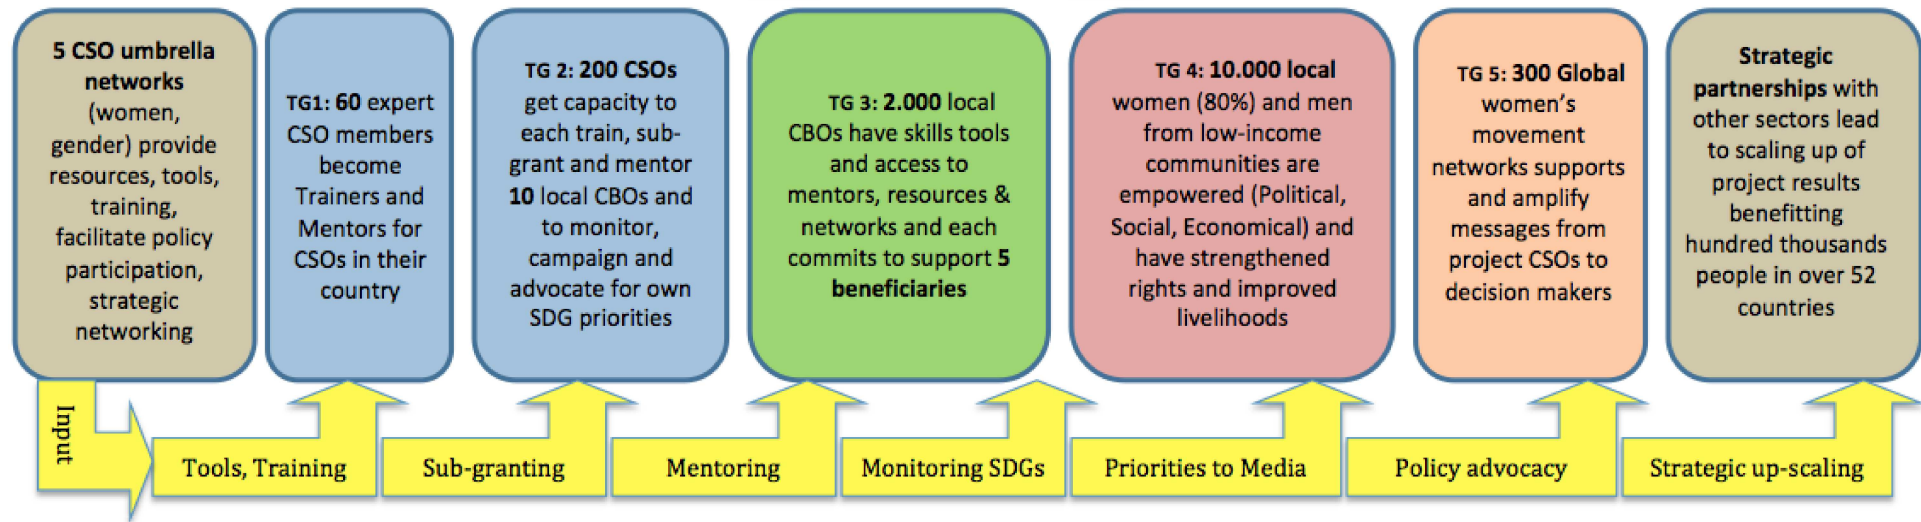 5 CSO umbrella
networks
(women,
gender) provide
resources, tools,
training,
facilitate policy
participation,
strategic
networking
TG1: 60 expert
CSO members
become
Trainers and
Mentors for
CSOs in their
country
TG 2: 200 CSOs
get capacity to
each train, sub-
grant and mentor
10 local CBOs and
to monitor,
campaign and
advocate for own
SDG priorities
TG 3: 2.000 local
CBOs have skills tools
and access to
mentors, resources &
networks and each
commits to support 5
beneficiaries
TG 4: 10.000 local
women (80%) and men
from low-income
communities are
empowered (Political,
Social, Economical) and
have strengthened
rights and improved
livelihoods
TG 5: 300 Global
women's
movement
networks supports
and amplify
messages from
project CSOs to
decision makers
Strategic
partnerships with
other sectors lead
to scaling up of
project results
benefitting
hundred thousands
people in over 52
countries
Input
Tools, Training
Sub-granting
Mentoring
Monitoring SDGs
Priorities to Media
Policy advocacy
Strategic up-scaling